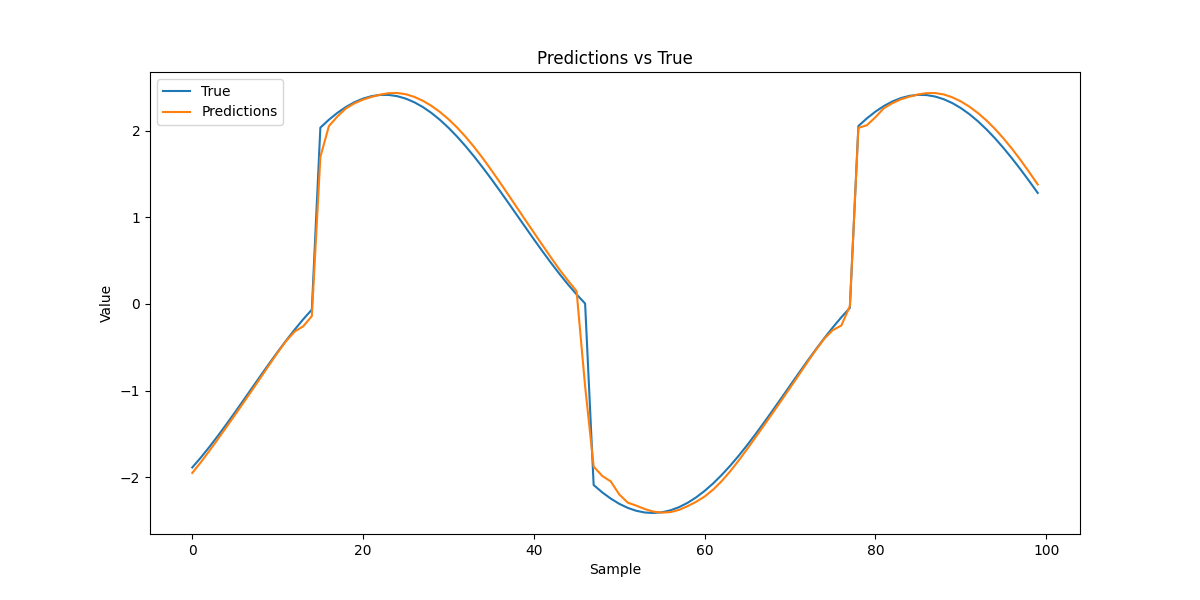 Predictions vs True
True
Predictions
2
1
0
−1
−2
Value
0 20 40 60 80 100
Sample